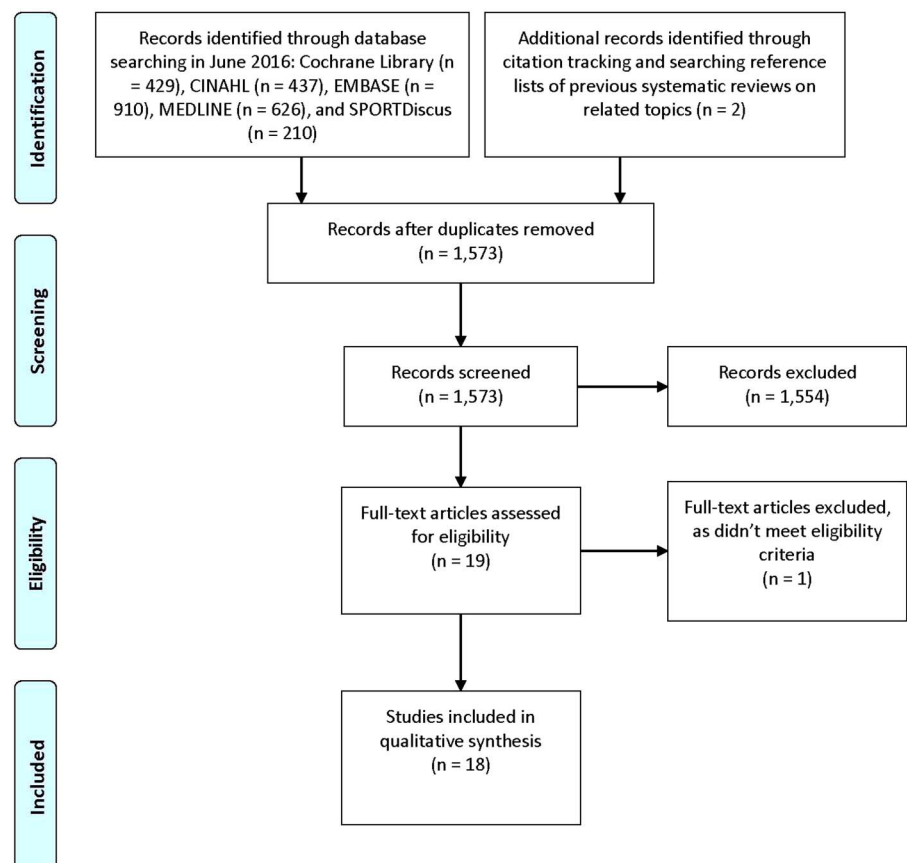 Identification
Records identified through database
searching in June 2016: Cochrane Library (n
= 429), CINAHL (n = 437), EMBASE (n =
910), MEDLINE (n = 626), and SPORTDiscus
(n = 210)
Additional records identified through
citation tracking and searching reference
lists of previous systematic reviews on
related topics (n = 2)
Records after duplicates removed
(n = 1,573)
Screening
Records screened
(n = 1,573)
Records excluded
(n = 1,554)
Eligibility
Full-text articles assessed
for eligibility
(n = 19)
Full-text articles excluded,
as didn't meet eligibility
criteria
(n = 1)
Included
Studies included in
qualitative synthesis
(n = 18)